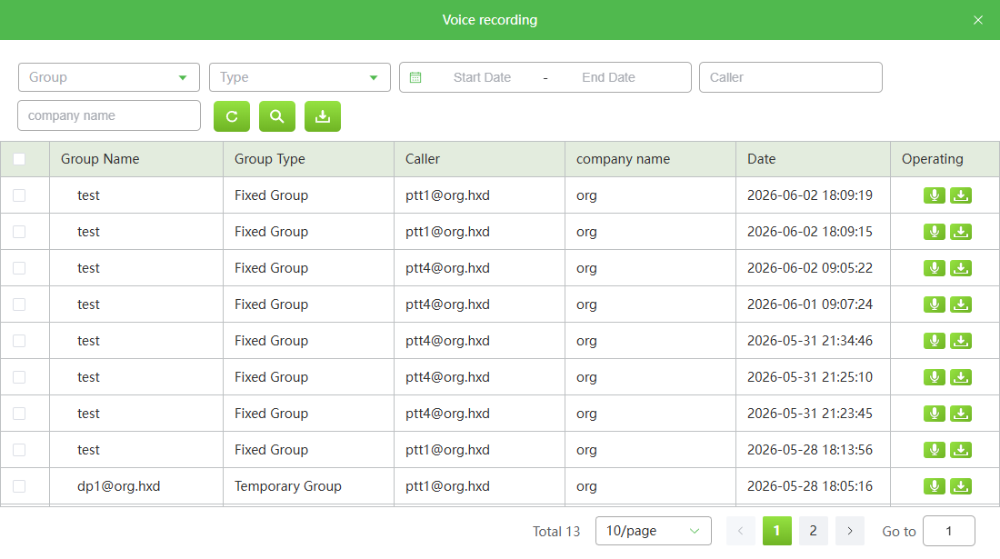 Voice recording
Group Type Start Date - End Date Caller
company name
Group Name Group Type Caller company name Date Operating
test Fixed Group ptt1@org.hxd org 2026-06-02 18:09:19
test Fixed Group ptt1@org.hxd org 2026-06-02 18:09:15
test Fixed Group ptt4@org.hxd org 2026-06-02 09:05:22
test Fixed Group ptt4@org.hxd org 2026-06-01 09:07:24
test Fixed Group ptt4@org.hxd org 2026-05-31 21:34:46
test Fixed Group ptt4@org.hxd org 2026-05-31 21:25:10
test Fixed Group ptt4@org.hxd org 2026-05-31 21:23:45
test Fixed Group ptt1@org.hxd org 2026-05-28 18:13:56
dp1@org.hxd Temporary Group ptt1@org.hxd org 2026-05-28 18:05:16
Total 13 10/page 1 2 Go to 1